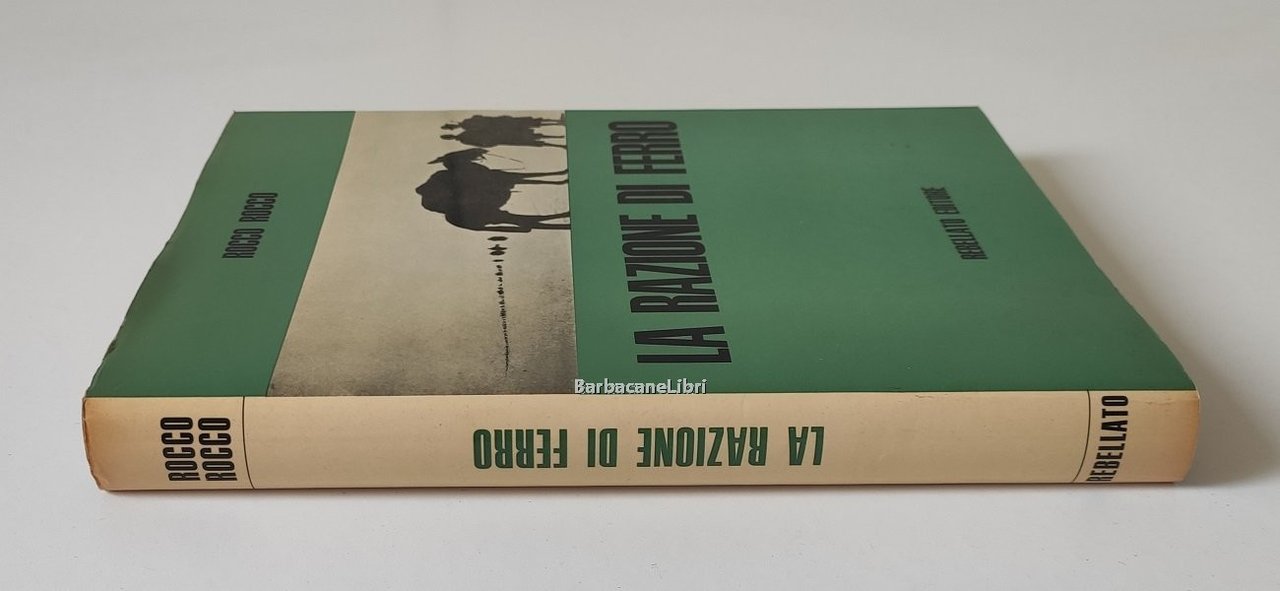 ROCCO ROCCO
LA RAZIONE DI FERRO
REBELLATO EDITORE
BarbacaneLibri
ROCCO
ROCCO
LA RAZIONE DI FERRO
REBELLATO